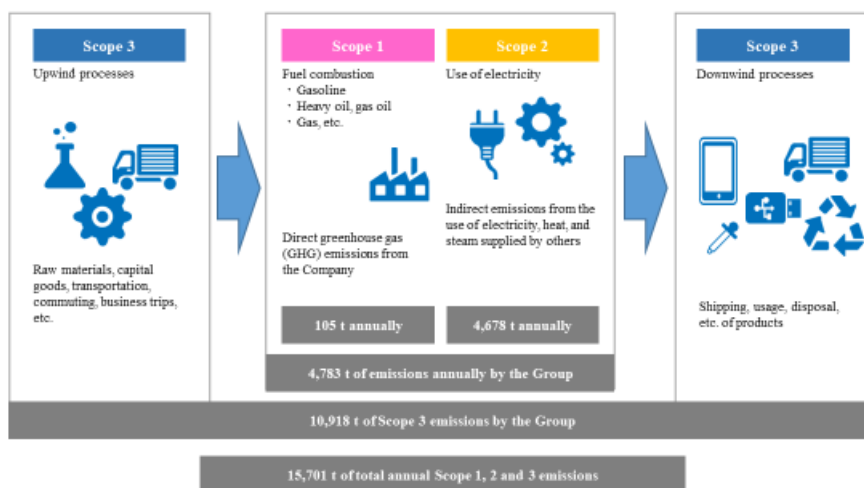 Scope 3
Upwind processes
Raw materials, capital
goods, transportation,
commuting, business trips,
etc.
Scope 1
Fuel combustion
・ Gasoline
・ Heavy oil, gas oil
・ Gas, etc.
Direct greenhouse gas
(GHG) emissions from
the Company
105 t annually
Scope 2
Use of electricity
Indirect emissions from the
use of electricity, heat, and
steam supplied by others
4,678 t annually
4,783 t of emissions annually by the Group
Scope 3
Downwind processes
Shipping, usage, disposal,
etc. of products
10,918 t of Scope 3 emissions by the Group
15,701 t of total annual Scope 1, 2 and 3 emissions